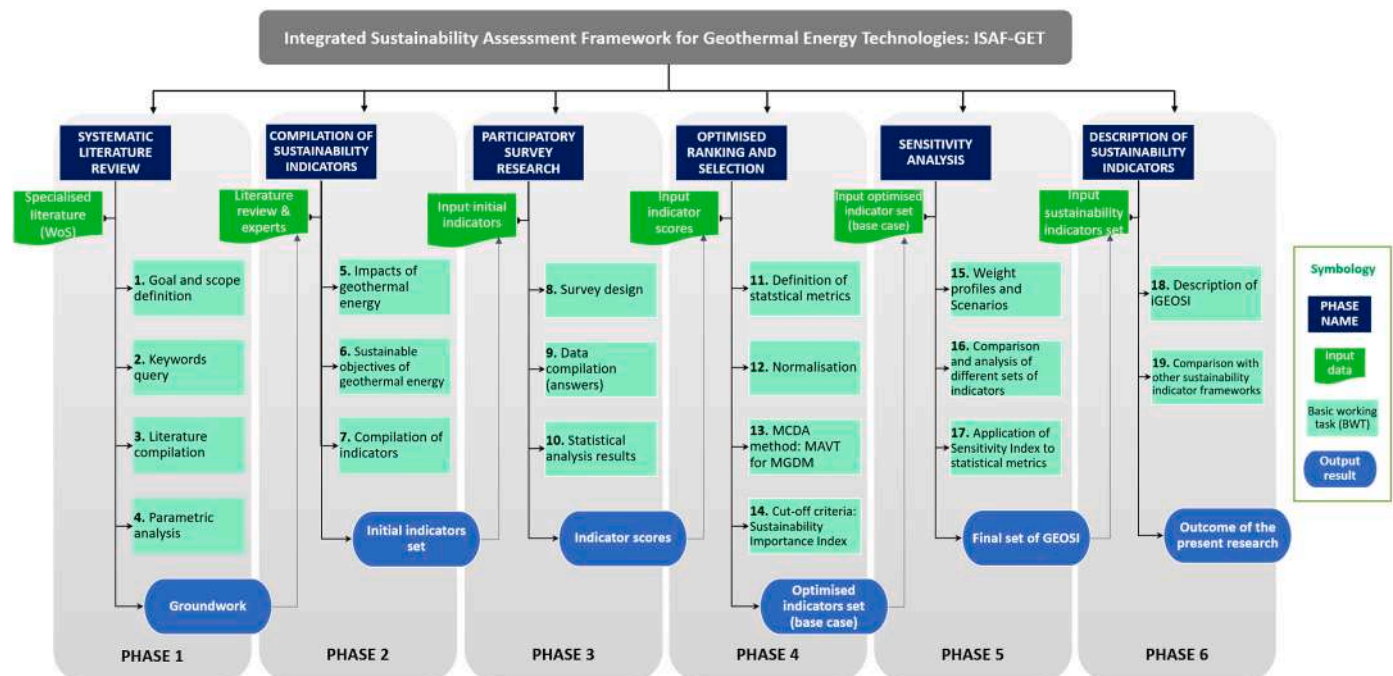 Integrated Sustainability Assessment Framework for Geothermal Energy Technologies: ISAF-GET
SYSTEMATIC
LITERATURE
REVIEW
Specialised
literature
(WoS)
1. Goal and scope
definition
2. Keywords
query
3. Literature
compilation
4. Parametric
analysis
Groundwork
PHASE 1
COMPILATION OF
SUSTAINABILITY
INDICATORS
Literature
review &
experts
5. Impacts of
geothermal
energy
6. Sustainable
objectives of
geothermal energy
7. Compilation of
indicators
Initial indicators
set
PHASE 2
PARTICIPATORY
SURVEY
RESEARCH
Input initial
indicators
8. Survey design
9. Data
compilation
(answers)
10. Statistical
analysis results
Indicator scores
PHASE 3
OPTIMISED
RANKING AND
SELECTION
Input
indicator
scores
11. Definition of
statstical metrics
12. Normalisation
13. MCDA
method: MAVT
for MGDM
14. Cut-off criteria:
Sustainability
Importance Index
Optimised
indicators set
(base case)
PHASE 4
SENSITIVITY
ANALYSIS
Input optimised
indicator set
(base case)
15. Weight
profiles and
Scenarios
16. Comparison
and analysis of
different sets of
indicators
17. Application of
Sensitivity Index to
statistical metrics
Final set of GEOSI
PHASE 5
DESCRIPTION OF
SUSTAINABILITY
INDICATORS
Input
sustainability
indicators set
18. Description of
iGEOSI
19. Comparison with
other sustainability
indicator frameworks
Outcome of the
present research
PHASE 6
Symbology
PHASE
NAME
Input
data
Basic working
task (BWT)
Output
result